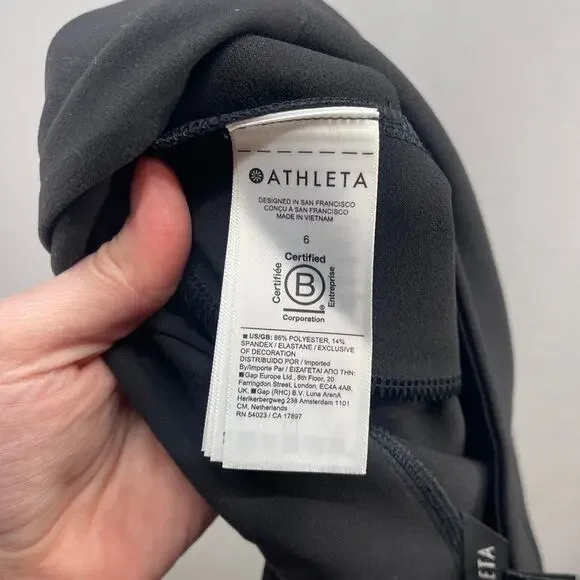 ATHLETA
DESIGNED IN SAN FRANCISCO
CONÇU À SAN FRANCISCO
MADE IN VIETNAM
6
Certified
Certifiée
B
®
Entreprise
Corporation
■ US/GB: 86% POLYESTER, 14%
SPANDEX / ELASTANE / EXCLUSIVE
OF DECORATION
DISTRIBUIDO POR / Imported
By/Importé par / ΕΙΣΑΓΕΤΑΙ ΑΠΟ ΤΗΝ:
■ Gap Europe Ltd., 8th Floor, 20
Farringdon Street, London, EC4A 4AB,
UK. ■ Gap (RHC) B.V. Luna ArenA
Herikerbergweg 238 Amsterdam 1101
CM, Netherlands
RN 54023 / CA 17897
ETA